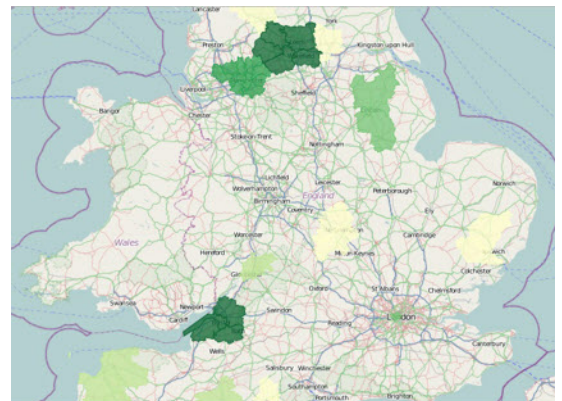 Lancaster
York
Preston
Kingston upon Hull
Liverpool
Sheffield
Bangor
Chester
Stoke-on-Trent
Nottingham
Lichfield
Leicester
Norwich
Wolverhampton
Peterborough
Birmingham
England
Ely
Coventry
Worcester
Cambridge
Wales
Hereford
Colchester
Swansea
Newport
Oxford
St Albans
Chelmsford
Cardiff
Swindon
London
Reading
Wells
Canterbury
Salisbury
Winchester
Southampton
Portsmouth
Brighton